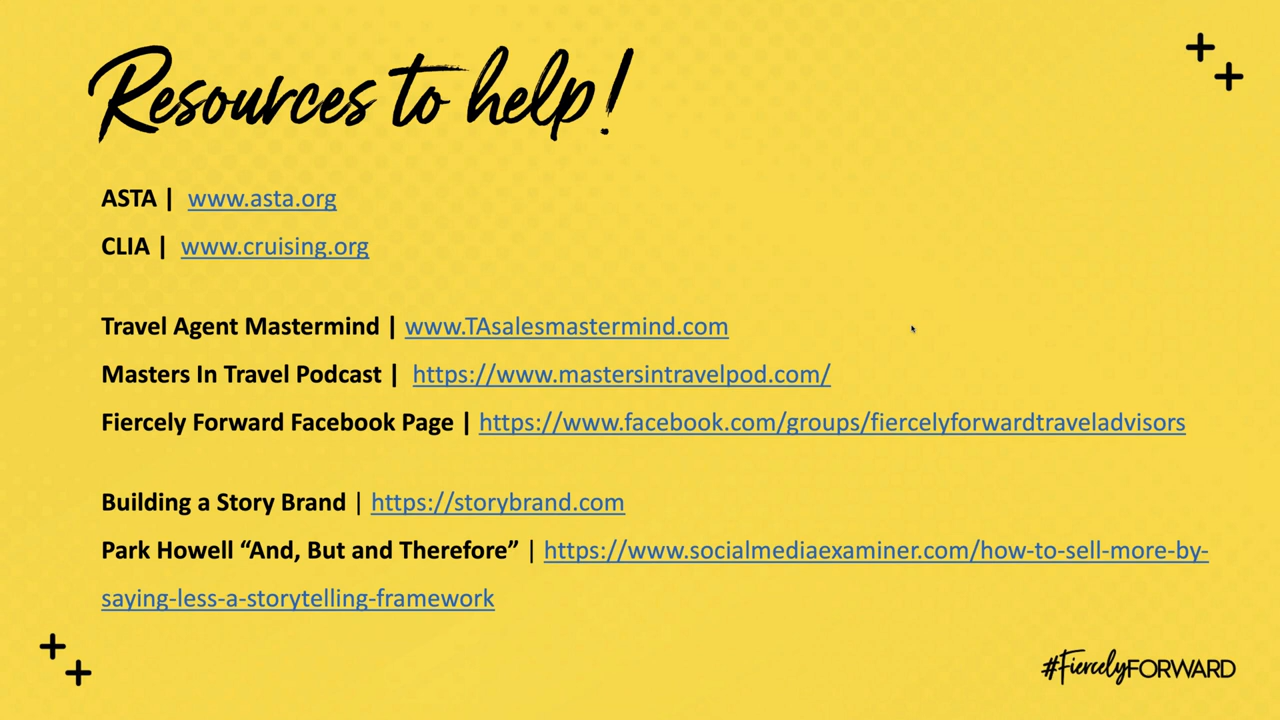 Resources to help!
ASTA | www.asta.org
CLIA | www.cruising.org
Travel Agent Mastermind | www.TAsalesmastermind.com
Masters In Travel Podcast | https://www.mastersintravelpod.com/
Fiercely Forward Facebook Page | https://www.facebook.com/groups/fiercelyforwardtraveladvisors
Building a Story Brand | https://storybrand.com
Park Howell “And, But and Therefore” | https://www.socialmediaexaminer.com/how-to-sell-more-by-
saying-less-a-storytelling-framework
#FiercelyFORWARD